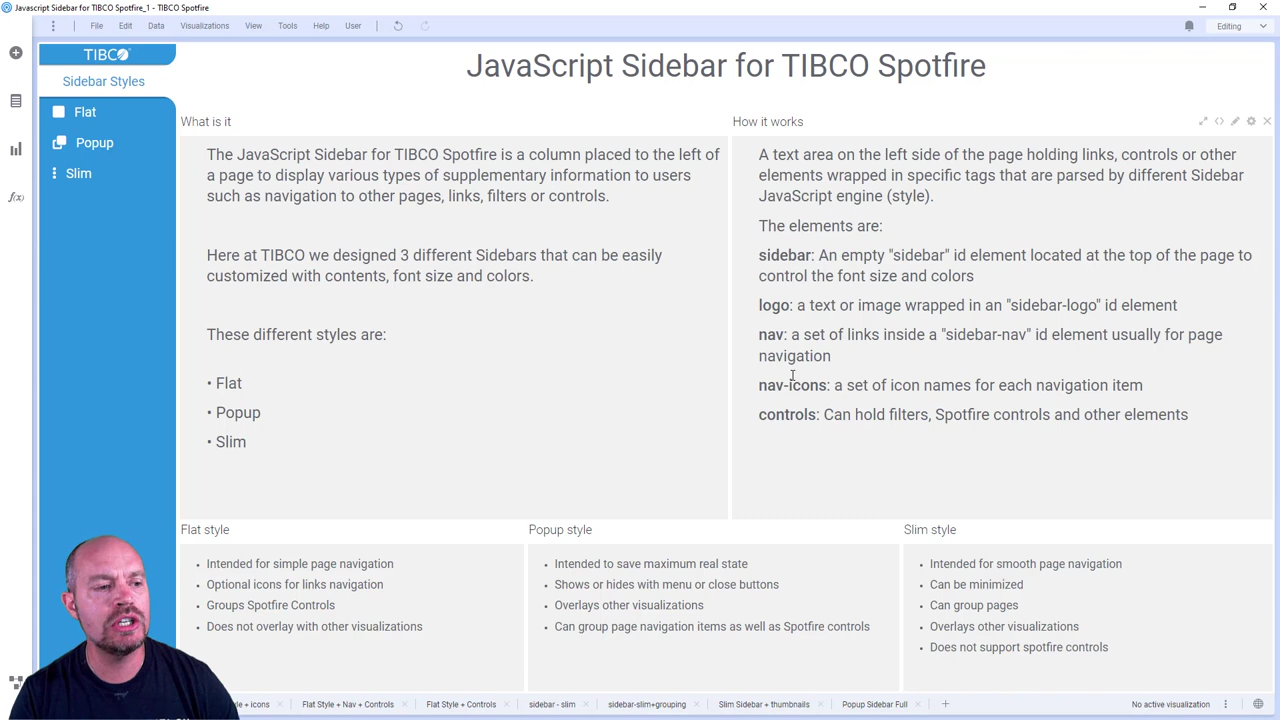 Javascript Sidebar for TIBCO Spotfire_1 - TIBCO Spotfire
File Edit Data Visualizations View Tools Help User Editing
TIBCO®
Sidebar Styles
Flat
Popup
Slim
f(x)
JavaScript Sidebar for TIBCO Spotfire
What is it
The JavaScript Sidebar for TIBCO Spotfire is a column placed to the left of
a page to display various types of supplementary information to users
such as navigation to other pages, links, filters or controls.
Here at TIBCO we designed 3 different Sidebars that can be easily
customized with contents, font size and colors.
These different styles are:
• Flat
• Popup
• Slim
How it works
A text area on the left side of the page holding links, controls or other
elements wrapped in specific tags that are parsed by different Sidebar
JavaScript engine (style).
The elements are:
sidebar: An empty "sidebar" id element located at the top of the page to
control the font size and colors
logo: a text or image wrapped in an "sidebar-logo" id element
nav: a set of links inside a "sidebar-nav" id element usually for page
navigation
nav-icons: a set of icon names for each navigation item
controls: Can hold filters, Spotfire controls and other elements
Flat style
• Intended for simple page navigation
• Optional icons for links navigation
• Groups Spotfire Controls
• Does not overlay with other visualizations
Popup style
• Intended to save maximum real state
• Shows or hides with menu or close buttons
• Overlays other visualizations
• Can group page navigation items as well as Spotfire controls
Slim style
• Intended for smooth page navigation
• Can be minimized
• Can group pages
• Overlays other visualizations
• Does not support spotfire controls
+ icons Flat Style + Nav + Controls Flat Style + Controls sidebar - slim sidebar-slim+grouping Slim Sidebar + thumbnails Popup Sidebar Full No active visualization